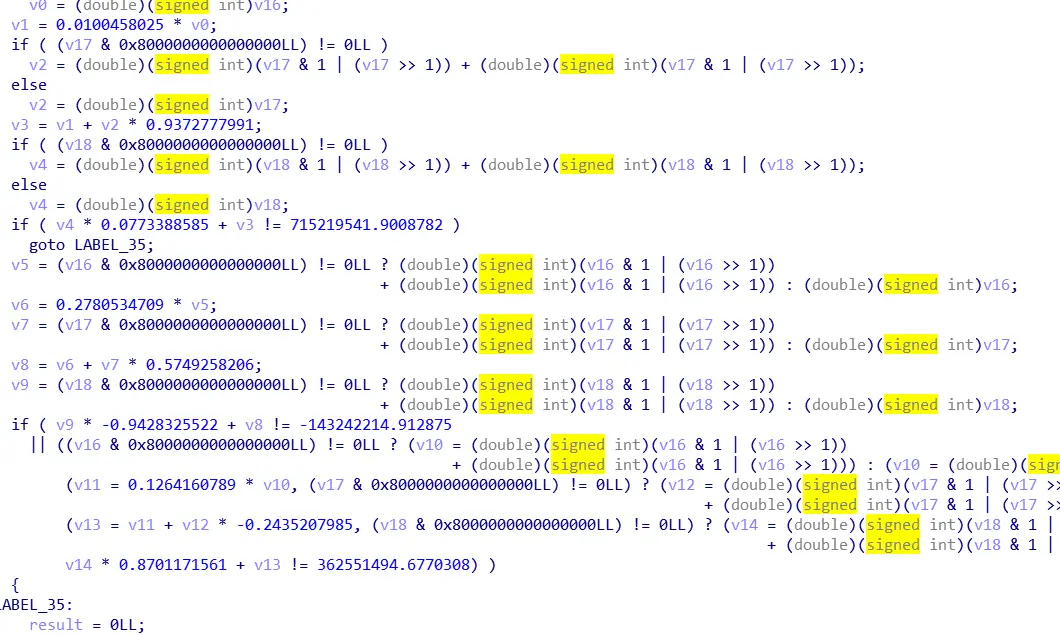 v0 = (double)(signed int)v16;
v1 = 0.0100458025 * v0;
if ( (v17 & 0x8000000000000000LL) != 0LL )
v2 = (double)(signed int)(v17 & 1 | (v17 >> 1)) + (double)(signed int)(v17 & 1 | (v17 >> 1));
else
v2 = (double)(signed int)v17;
v3 = v1 + v2 * 0.9372777991;
if ( (v18 & 0x8000000000000000LL) != 0LL )
v4 = (double)(signed int)(v18 & 1 | (v18 >> 1)) + (double)(signed int)(v18 & 1 | (v18 >> 1));
else
v4 = (double)(signed int)v18;
if ( v4 * 0.0773388585 + v3 != 715219541.9008782 )
goto LABEL_35;
v5 = (v16 & 0x8000000000000000LL) != 0LL ? (double)(signed int)(v16 & 1 | (v16 >> 1))
+ (double)(signed int)(v16 & 1 | (v16 >> 1)) : (double)(signed int)v16;
v6 = 0.2780534709 * v5;
v7 = (v17 & 0x8000000000000000LL) != 0LL ? (double)(signed int)(v17 & 1 | (v17 >> 1))
+ (double)(signed int)(v17 & 1 | (v17 >> 1)) : (double)(signed int)v17;
v8 = v6 + v7 * 0.5749258206;
v9 = (v18 & 0x8000000000000000LL) != 0LL ? (double)(signed int)(v18 & 1 | (v18 >> 1))
+ (double)(signed int)(v18 & 1 | (v18 >> 1)) : (double)(signed int)v18;
if ( v9 * -0.9428325522 + v8 != -143242214.912875
|| ((v16 & 0x8000000000000000LL) != 0LL ? (v10 = (double)(signed int)(v16 & 1 | (v16 >> 1))
+ (double)(signed int)(v16 & 1 | (v16 >> 1))) : (v10 = (double)(sign
(v11 = 0.1264160789 * v10, (v17 & 0x8000000000000000LL) != 0LL) ? (v12 = (double)(signed int)(v17 & 1 | (v17 >>
+ (double)(signed int)(v17 & 1 | (v17 >
(v13 = v11 + v12 * -0.2435207985, (v18 & 0x8000000000000000LL) != 0LL) ? (v14 = (double)(signed int)(v18 & 1 |
+ (double)(signed int)(v18 & 1 |
v14 * 0.8701171561 + v13 != 362551494.6770308) )
{
LABEL_35:
result = 0LL;